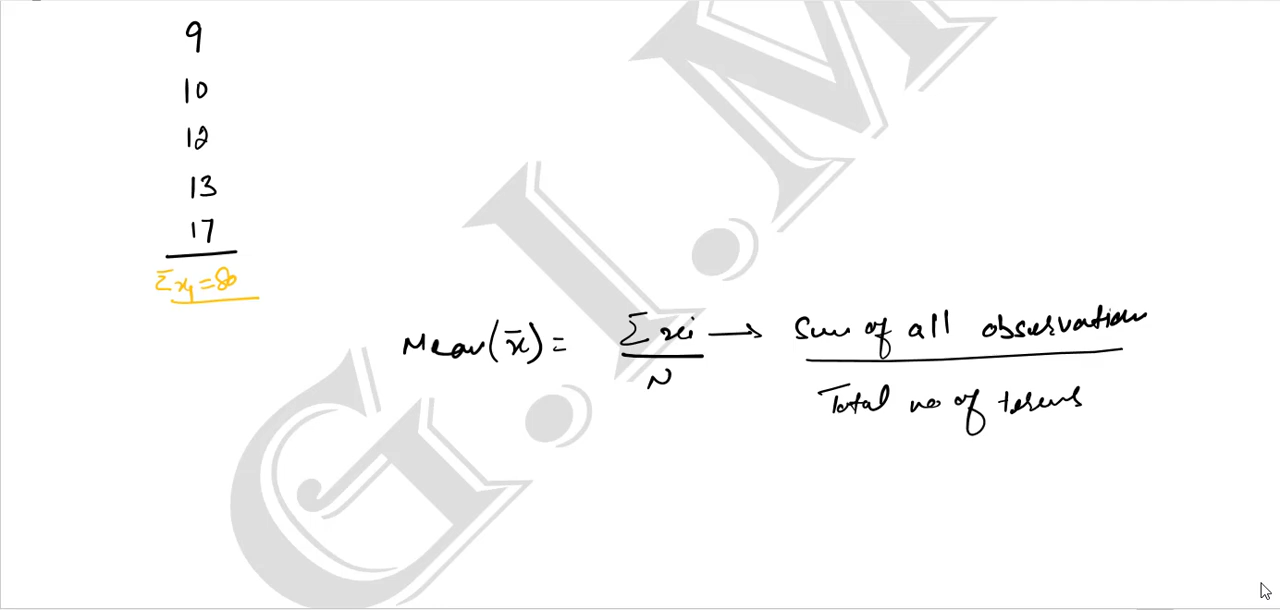 9
10
12
13
17
Σxi = 80
Mean (x̄) = Σxi / N → Sum of all observation / Total no of terms
G.I.M